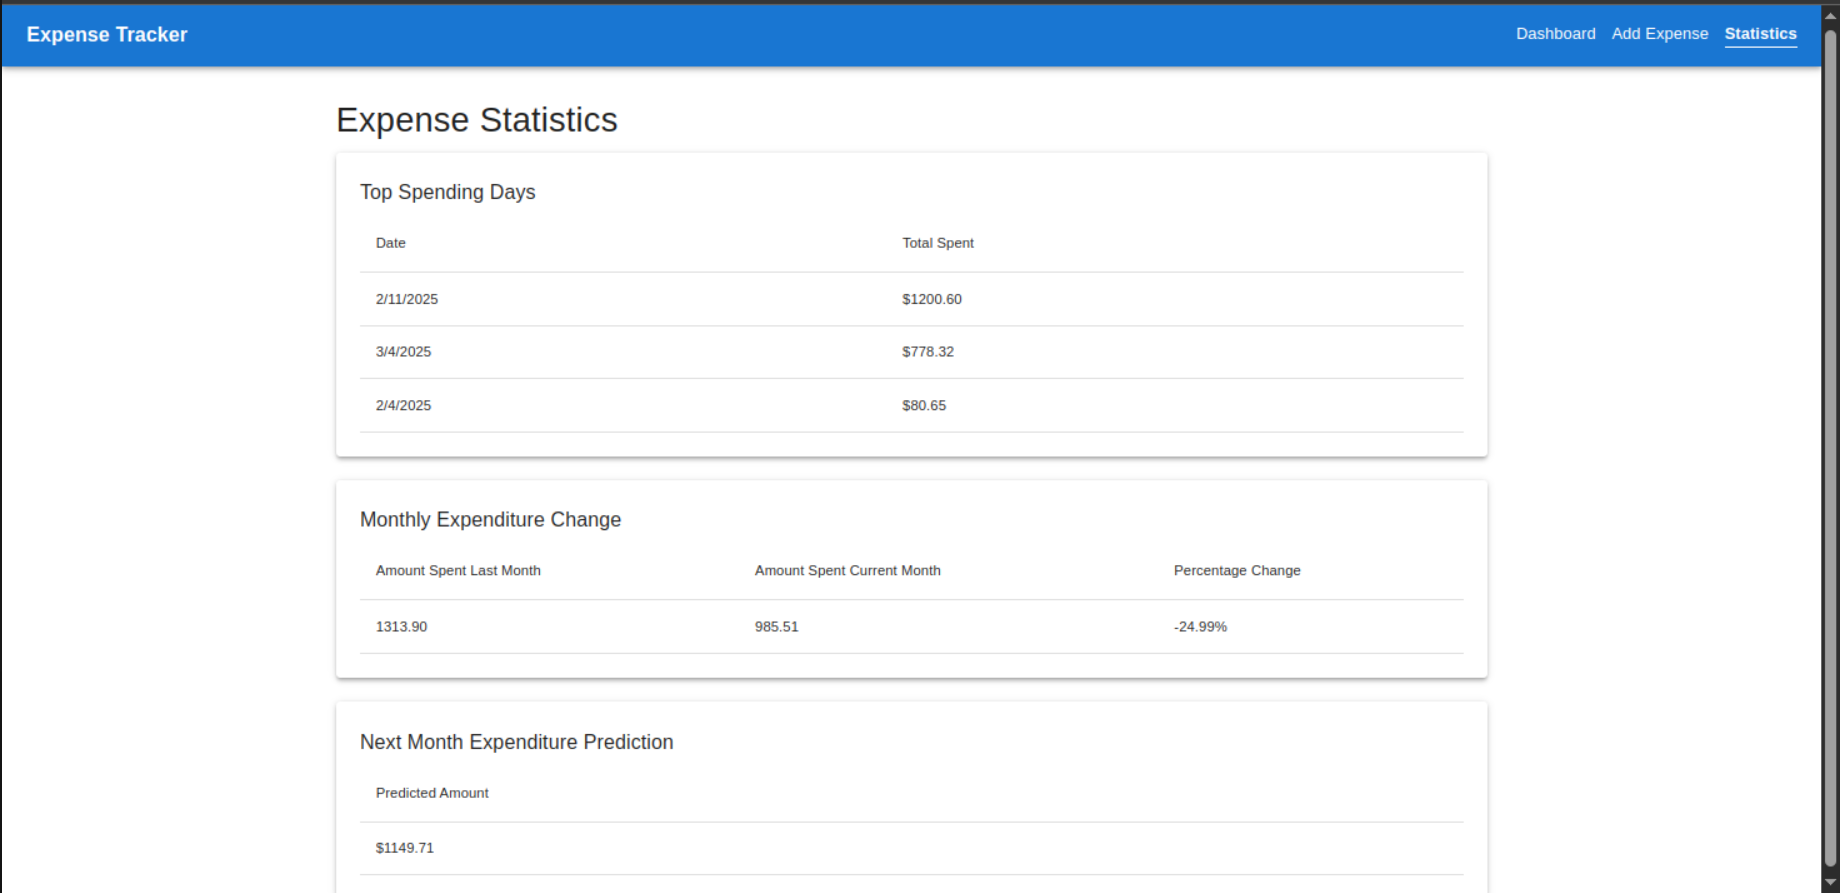 Expense Tracker Dashboard Add Expense Statistics
Expense Statistics
Top Spending Days
Date Total Spent
2/11/2025 $1200.60
3/4/2025 $778.32
2/4/2025 $80.65
Monthly Expenditure Change
Amount Spent Last Month Amount Spent Current Month Percentage Change
1313.90 985.51 -24.99%
Next Month Expenditure Prediction
Predicted Amount
$1149.71